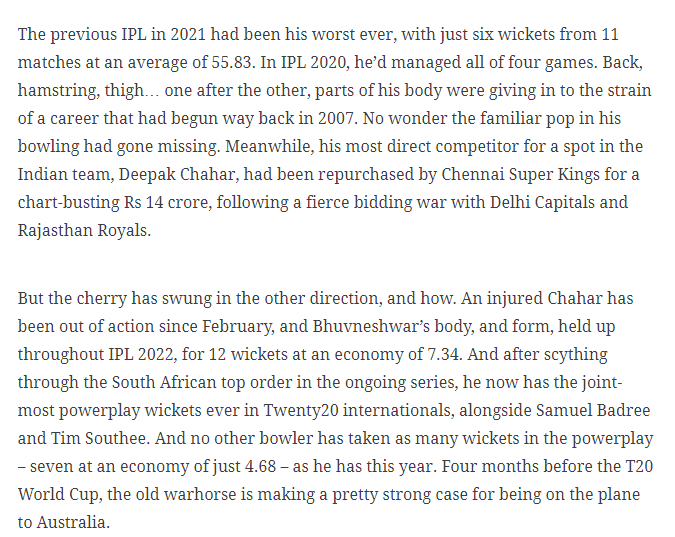 The previous IPL in 2021 had been his worst ever, with just six wickets from 11
matches at an average of 55.83. In IPL 2020, he’d managed all of four games. Back,
hamstring, thigh… one after the other, parts of his body were giving in to the strain
of a career that had begun way back in 2007. No wonder the familiar pop in his
bowling had gone missing. Meanwhile, his most direct competitor for a spot in the
Indian team, Deepak Chahar, had been repurchased by Chennai Super Kings for a
chart-busting Rs 14 crore, following a fierce bidding war with Delhi Capitals and
Rajasthan Royals.
But the cherry has swung in the other direction, and how. An injured Chahar has
been out of action since February, and Bhuvneshwar’s body, and form, held up
throughout IPL 2022, for 12 wickets at an economy of 7.34. And after scything
through the South African top order in the ongoing series, he now has the joint-
most powerplay wickets ever in Twenty20 internationals, alongside Samuel Badree
and Tim Southee. And no other bowler has taken as many wickets in the powerplay
– seven at an economy of just 4.68 – as he has this year. Four months before the T20
World Cup, the old warhorse is making a pretty strong case for being on the plane
to Australia.